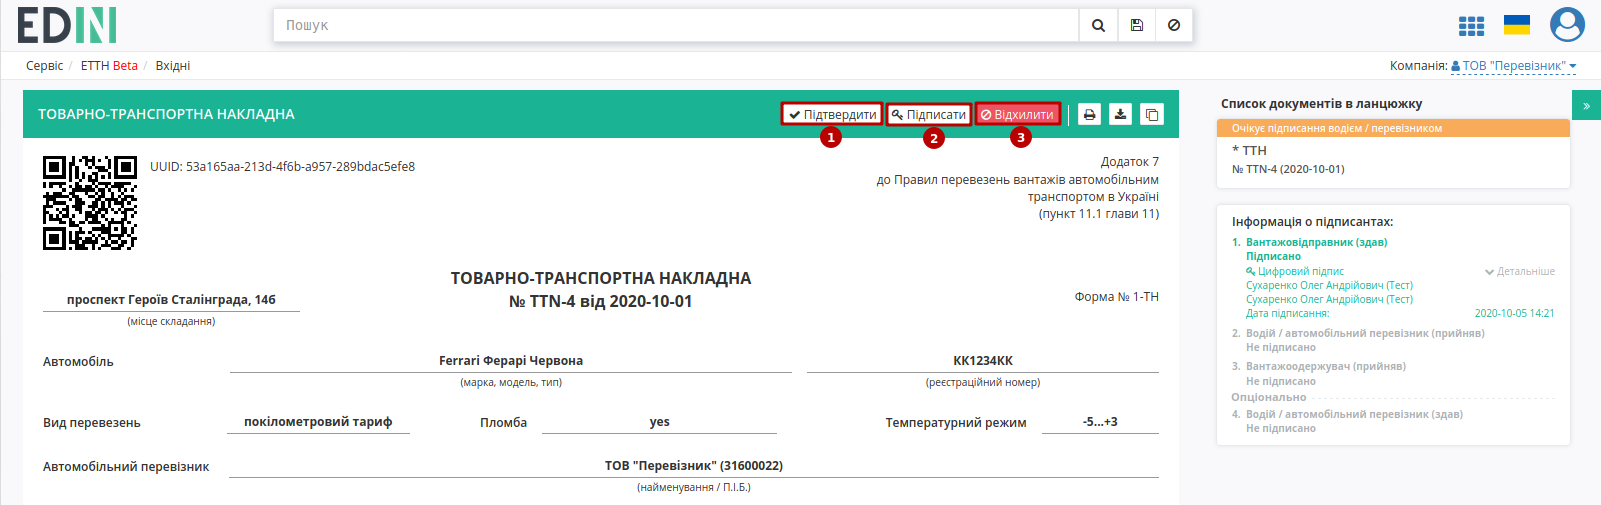 EDIN
Пошук
Сервіс / ЕТТН Beta / Вхідні
Компанія: ТОВ "Перевізник"
ТОВАРНО-ТРАНСПОРТНА НАКЛАДНА
Підтвердити
Підписати
Відхилити
1
2
3
UUID: 53a165aa-213d-4f6b-a957-289bdac5efe8
Додаток 7
до Правил перевезень вантажів автомобільним
транспортом в Україні
(пункт 11.1 глави 11)
ТОВАРНО-ТРАНСПОРТНА НАКЛАДНА
№ TTN-4 від 2020-10-01
проспект Героїв Сталінграда, 14б
(місце складання)
Форма № 1-ТН
Автомобіль
Ferrari Ферарі Червона
(марка, модель, тип)
КК1234КК
(реєстраційний номер)
Вид перевезень
покілометровий тариф
Пломба
yes
Температурний режим
-5...+3
Автомобільний перевізник
ТОВ "Перевізник" (31600022)
(найменування / П.І.Б.)
Список документів в ланцюжку
»
Очікує підписання водієм / перевізником
* ТТН
№ TTN-4 (2020-10-01)
Інформація о підписантах:
1. Вантажовідправник (здав)
Підписано
Цифровий підпис
Детальніше
Сухаренко Олег Андрійович (Тест)
Сухаренко Олег Андрійович (Тест)
Дата підписання: 2020-10-05 14:21
2. Водій / автомобільний перевізник (прийняв)
Не підписано
3. Вантажоодержувач (прийняв)
Не підписано
Опціонально
4. Водій / автомобільний перевізник (здав)
Не підписано